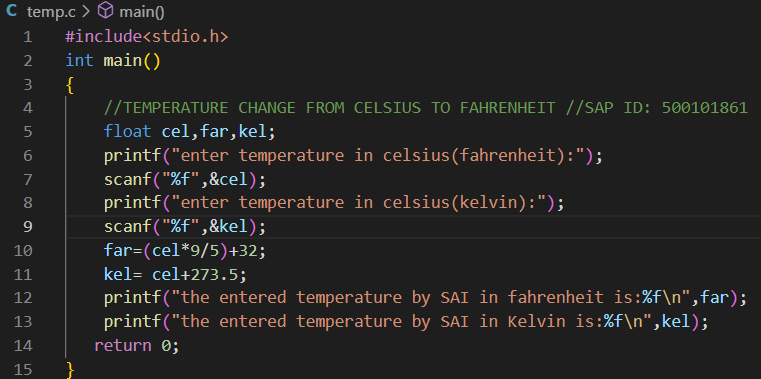 C temp.c > main()
1 #include<stdio.h>
2 int main()
3 {
4 //TEMPERATURE CHANGE FROM CELSIUS TO FAHRENHEIT //SAP ID: 500101861
5 float cel,far,kel;
6 printf("enter temperature in celsius(fahrenheit):");
7 scanf("%f",&cel);
8 printf("enter temperature in celsius(kelvin):");
9 scanf("%f",&kel);
10 far=(cel*9/5)+32;
11 kel= cel+273.5;
12 printf("the entered temperature by SAI in fahrenheit is:%f\n",far);
13 printf("the entered temperature by SAI in Kelvin is:%f\n",kel);
14 return 0;
15 }